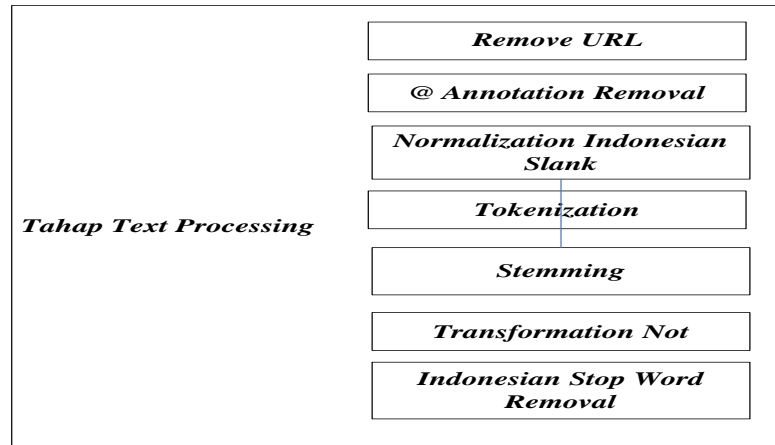 Remove URL
@ Annotation Removal
Normalization Indonesian
Slank
Tokenization
Tahap Text Processing
Stemming
Transformation Not
Indonesian Stop Word
Removal